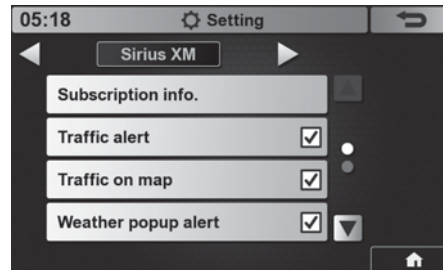 05:18
Setting
Sirius XM
Subscription info.
Traffic alert
Traffic on map
Weather popup alert